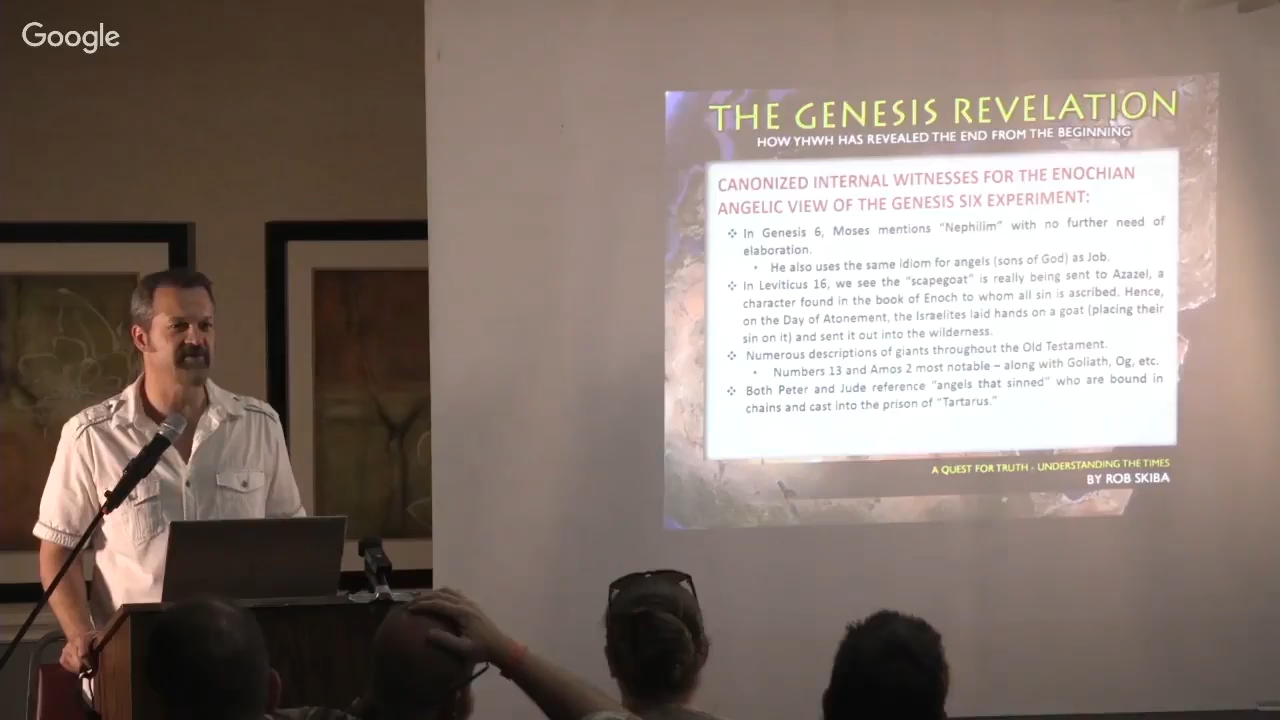 Google
THE GENESIS REVELATION
HOW YHWH HAS REVEALED THE END FROM THE BEGINNING
CANONIZED INTERNAL WITNESSES FOR THE ENOCHIAN
ANGELIC VIEW OF THE GENESIS SIX EXPERIMENT:
❖ In Genesis 6, Moses mentions "Nephilim" with no further need of
elaboration.
• He also uses the same idiom for angels (sons of God) as Job.
❖ In Leviticus 16, we see the "scapegoat" is really being sent to Azazel, a
character found in the book of Enoch to whom all sin is ascribed. Hence,
on the Day of Atonement, the Israelites laid hands on a goat (placing their
sin on it) and sent it out into the wilderness.
❖ Numerous descriptions of giants throughout the Old Testament.
• Numbers 13 and Amos 2 most notable – along with Goliath, Og, etc.
❖ Both Peter and Jude reference "angels that sinned" who are bound in
chains and cast into the prison of "Tartarus."
A QUEST FOR TRUTH - UNDERSTANDING THE TIMES
BY ROB SKIBA